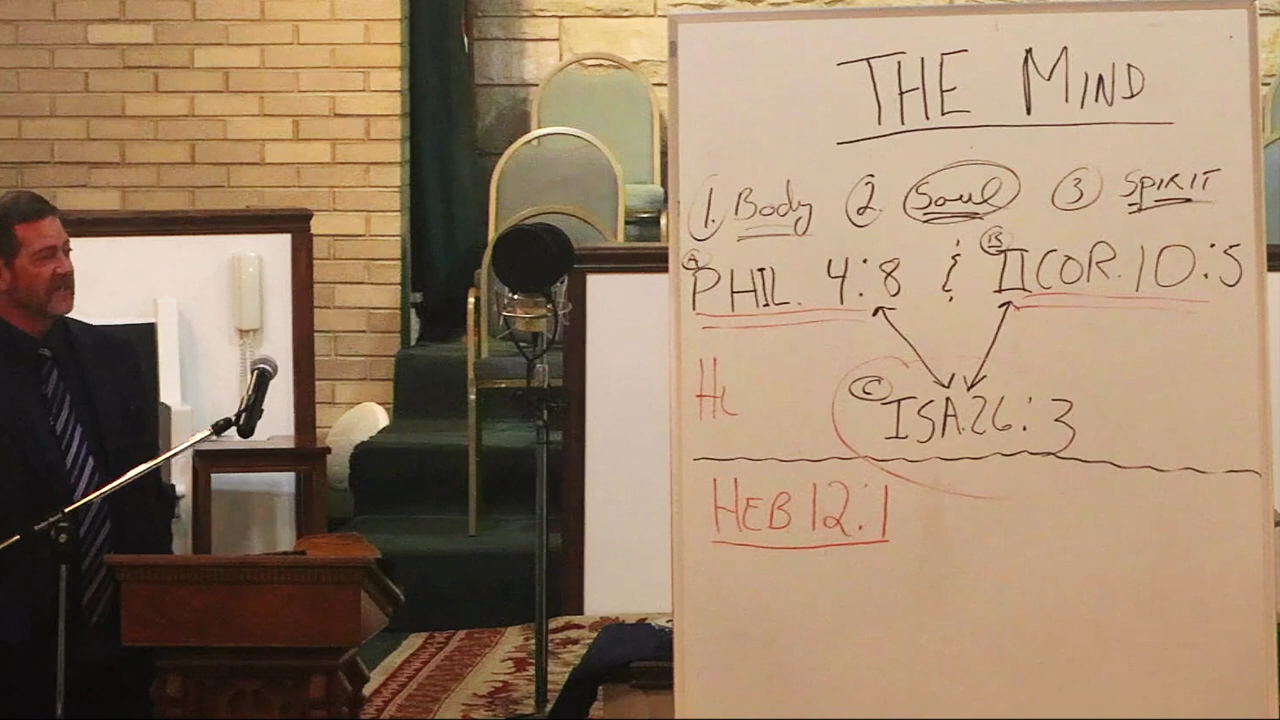 THE MIND
1. Body 2 Soul 3 SPIRIT
A PHIL. 4:8 & B II COR. 10:5
He
C ISA.26:3
HEB 12:1